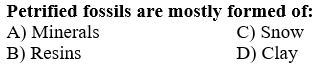 Petrified fossils are mostly formed of:
A) Minerals C) Snow
B) Resins D) Clay